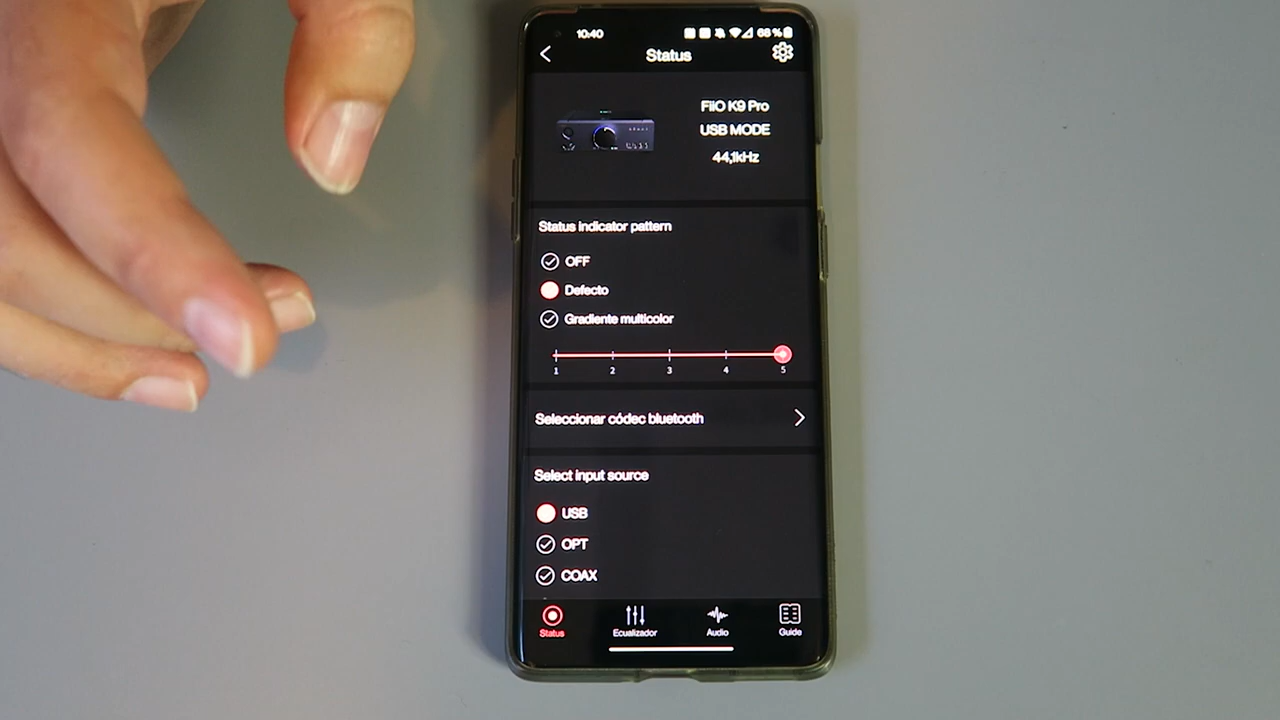 10:40
68 %
Status
FiiO K9 Pro
USB MODE
44,1kHz
Status indicator pattern
OFF
Defecto
Gradiente multicolor
1 2 3 4 5
Seleccionar códec bluetooth
Select input source
USB
OPT
COAX
Status Ecualizador Audio Guide